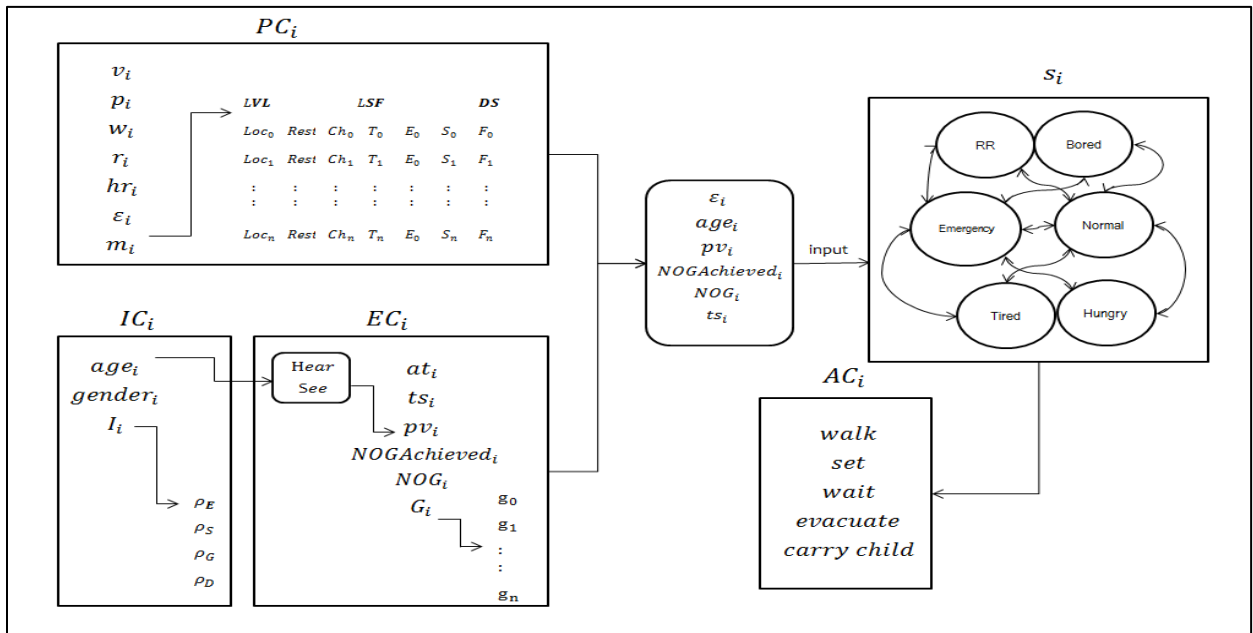 PCᵢ
vᵢ
pᵢ
wᵢ
rᵢ
hrᵢ
εᵢ
mᵢ
LVL LSF DS
Loc₀ Rest Ch₀ T₀ E₀ S₀ F₀
Loc₁ Rest Ch₁ T₁ E₀ S₁ F₁
: : : : : : :
: : : : : : :
Locₙ Rest Chₙ Tₙ E₀ Sₙ Fₙ
ICᵢ
ageᵢ
genderᵢ
Iᵢ
ρE
ρS
ρG
ρD
ECᵢ
Hear
See
atᵢ
tsᵢ
pvᵢ
NOGAchievedᵢ
NOGᵢ
Gᵢ
g₀
g₁
:
:
gₙ
εᵢ
ageᵢ
pvᵢ
NOGAchievedᵢ
NOGᵢ
tsᵢ
input
sᵢ
RR Bored
Emergency Normal
Tired Hungry
ACᵢ
walk
set
wait
evacuate
carry child